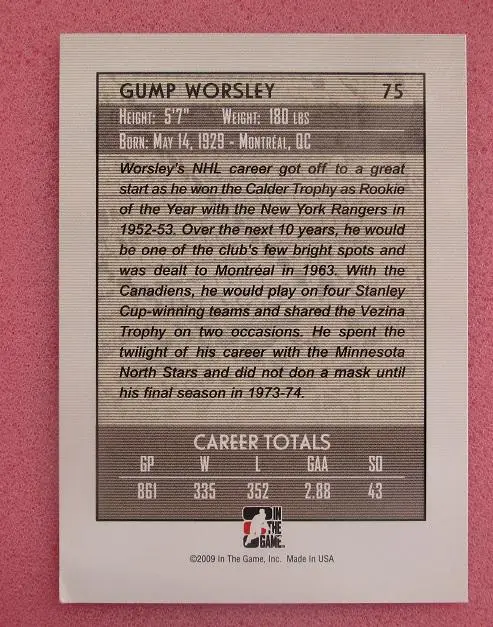 GUMP WORSLEY 75
HEIGHT: 5'7" WEIGHT: 180 LBS
BORN: MAY 14, 1929 - MONTRÉAL, QC
Worsley's NHL career got off to a great
start as he won the Calder Trophy as Rookie
of the Year with the New York Rangers in
1952-53. Over the next 10 years, he would
be one of the club's few bright spots and
was dealt to Montréal in 1963. With the
Canadiens, he would play on four Stanley
Cup-winning teams and shared the Vezina
Trophy on two occasions. He spent the
twilight of his career with the Minnesota
North Stars and did not don a mask until
his final season in 1973-74.
CAREER TOTALS
GP W L GAA SO
861 335 352 2.88 43
IN
THE
GAME
©2009 In The Game, Inc. Made In USA